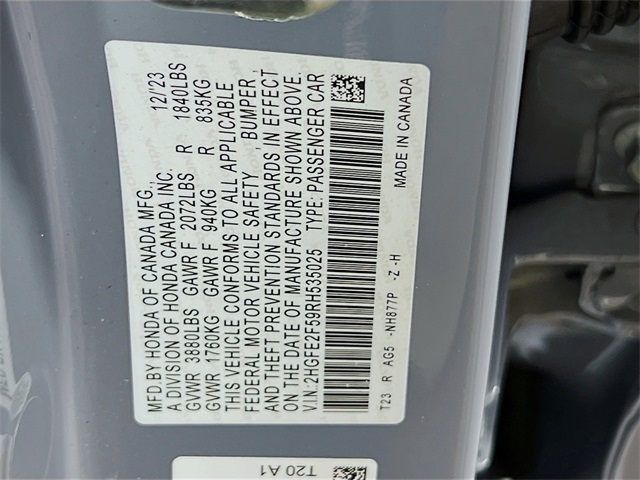 MFD.BY HONDA OF CANADA MFG., 12/23
A DIVISION OF HONDA CANADA INC.
GVWR 3880LBS GAWR F 2072LBS R 1840LBS
GVWR 1760KG GAWR F 940KG R 835KG
THIS VEHICLE CONFORMS TO ALL APPLICABLE
FEDERAL MOTOR VEHICLE SAFETY , BUMPER,
AND THEFT PREVENTION STANDARDS IN EFFECT
ON THE DATE OF MANUFACTURE SHOWN ABOVE.
V.I.N.:2HGFE2F59RH535025 TYPE: PASSENGER CAR
T23 R AG5 -NH877P -Z -H MADE IN CANADA
T20 A1